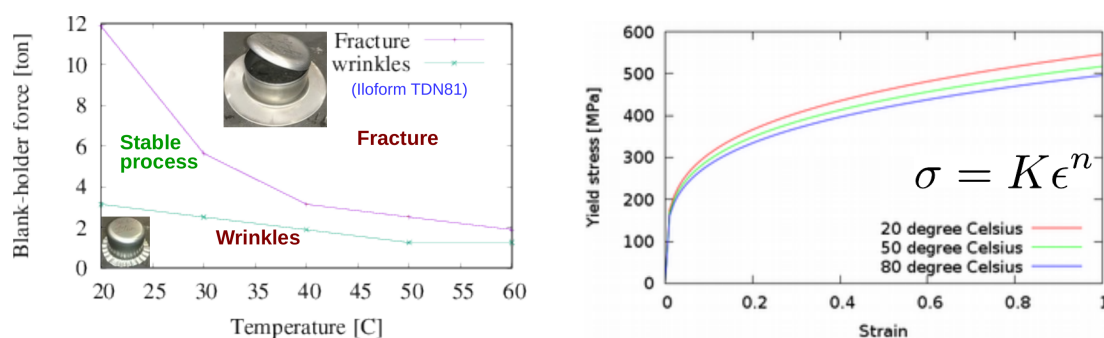 Blank-holder force [ton]
12
10
8
6
4
2
0
20
25
30
35
40
45
50
55
60
Temperature [C]
Fracture
wrinkles
(Iloform TDN81)
Fracture
Stable
process
Wrinkles
Yield stress [MPa]
600
500
400
300
200
100
0
0
0.2
0.4
0.6
0.8
1
Strain
σ = Kϵⁿ
20 degree Celsius
50 degree Celsius
80 degree Celsius